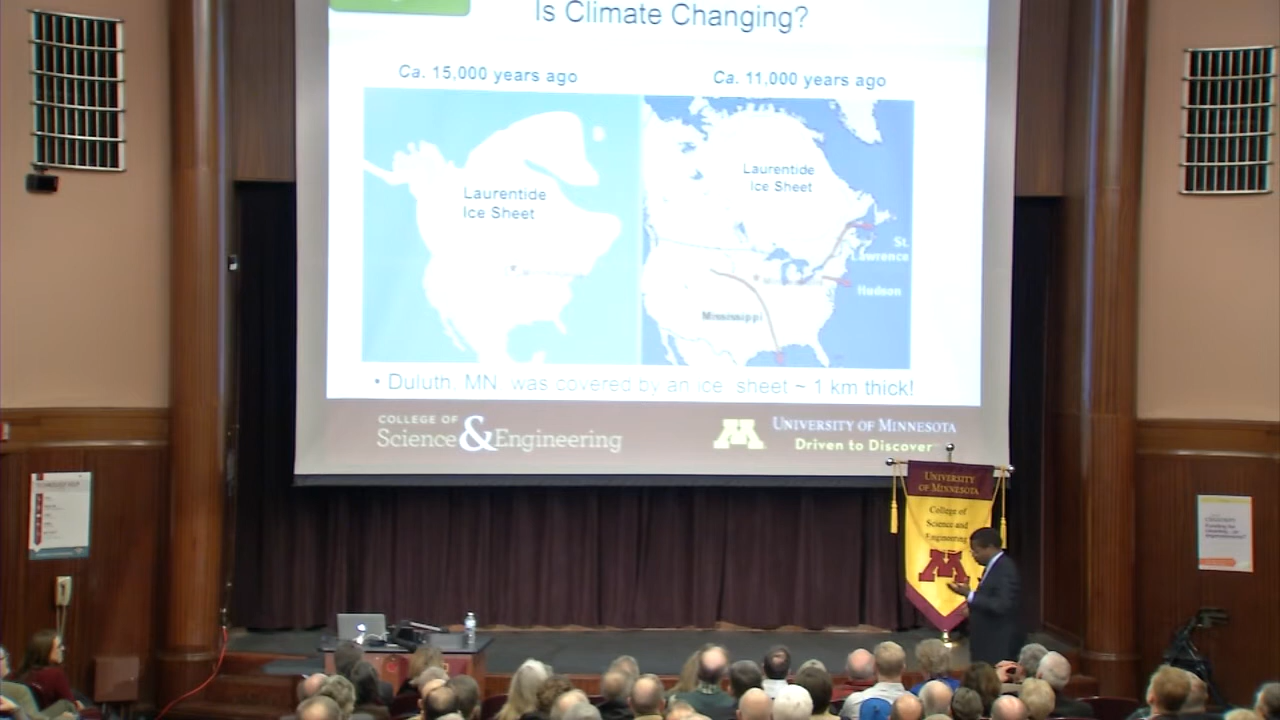 Is Climate Changing?
Ca. 15,000 years ago
Ca. 11,000 years ago
Laurentide
Ice Sheet
Laurentide
Ice Sheet
St.
Lawrence
Hudson
Mississippi
• Duluth, MN was covered by an ice sheet ~ 1 km thick!
COLLEGE OF
Science & Engineering
M
UNIVERSITY OF MINNESOTA
Driven to Discover
UNIVERSITY
OF MINNESOTA
College of
Science and
Engineering
M